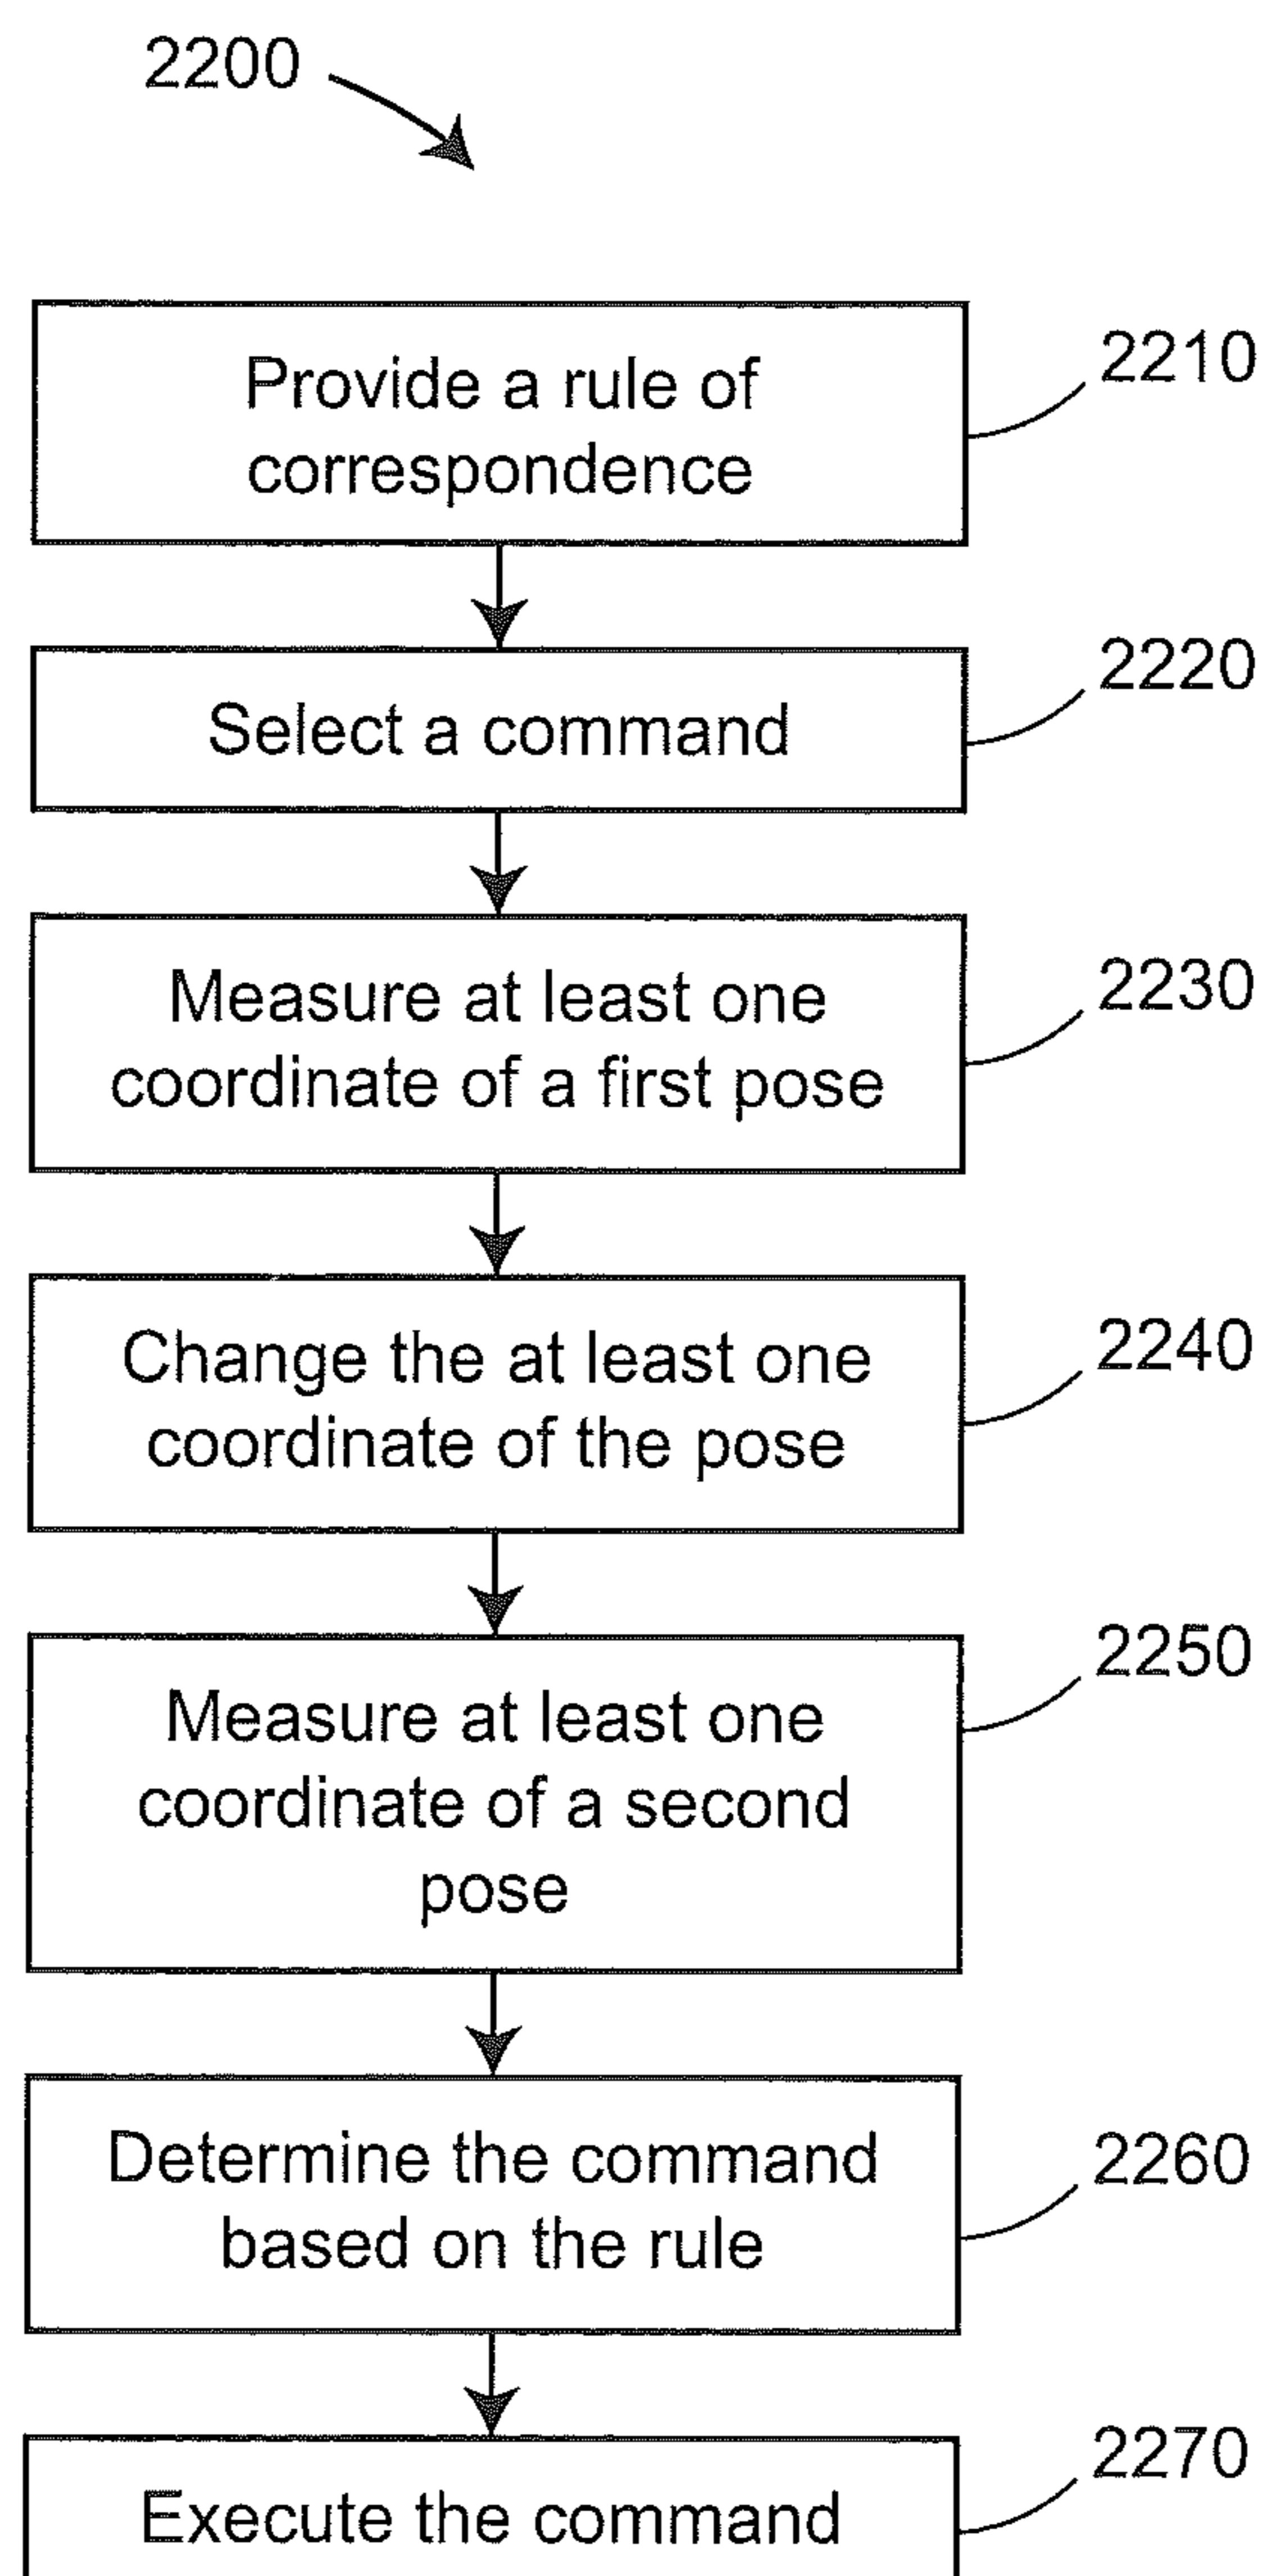 2200
Provide a rule of
correspondence
2210
Select a command
2220
Measure at least one
coordinate of a first pose
2230
Change the at least one
coordinate of the pose
2240
Measure at least one
coordinate of a second
pose
2250
Determine the command
based on the rule
2260
Execute the command
2270